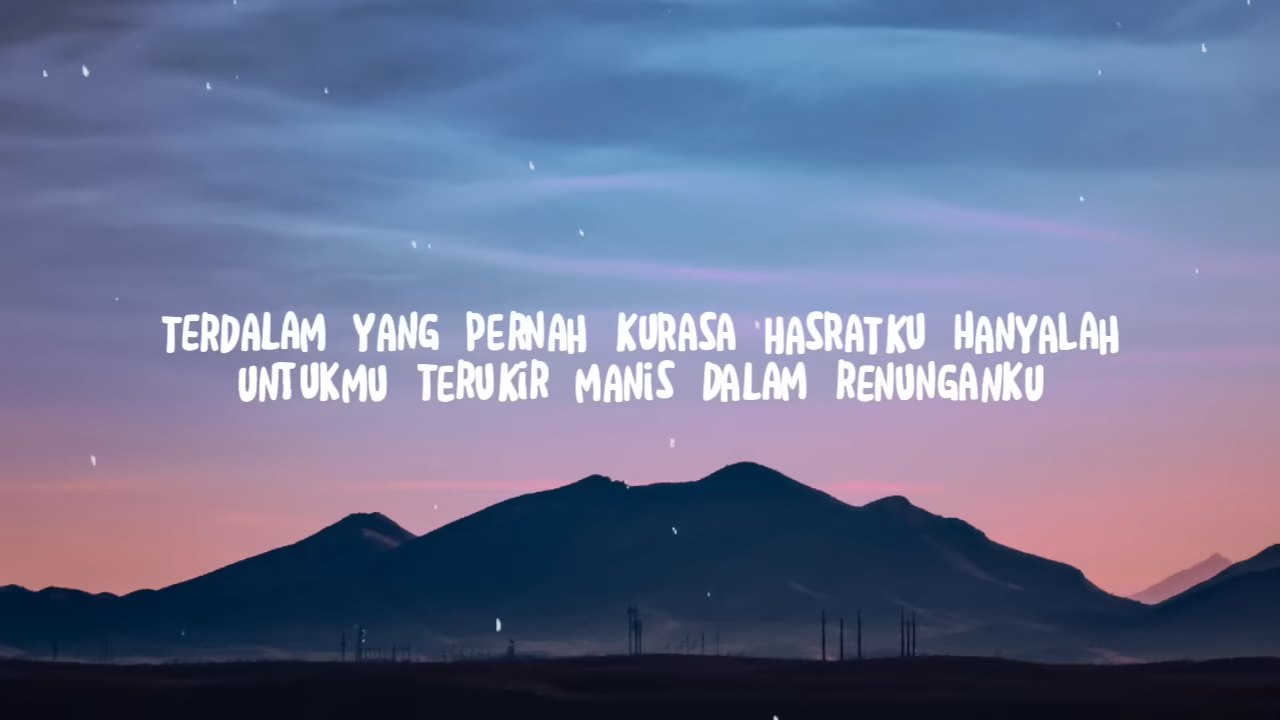 TERDALAM YANG PERNAH KURASA HASRATKU HANYALAH
UNTUKMU TERUKIR MANIS DALAM RENUNGANKU